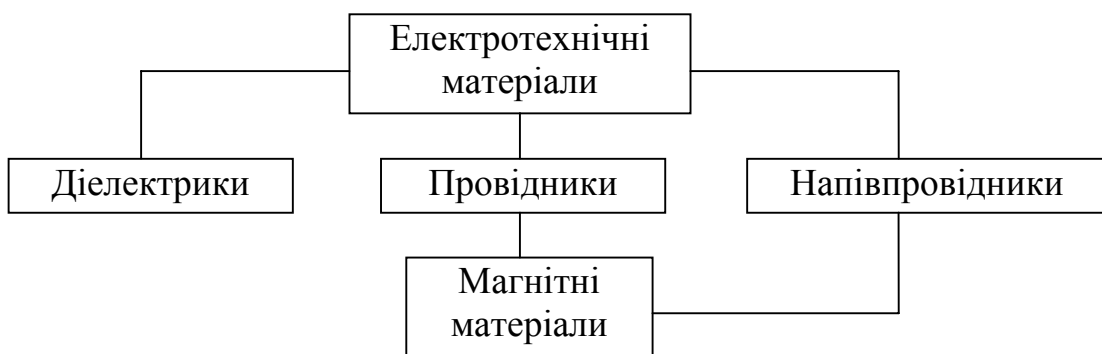 Електротехнічні
матеріали
Діелектрики
Провідники
Напівпровідники
Магнітні
матеріали